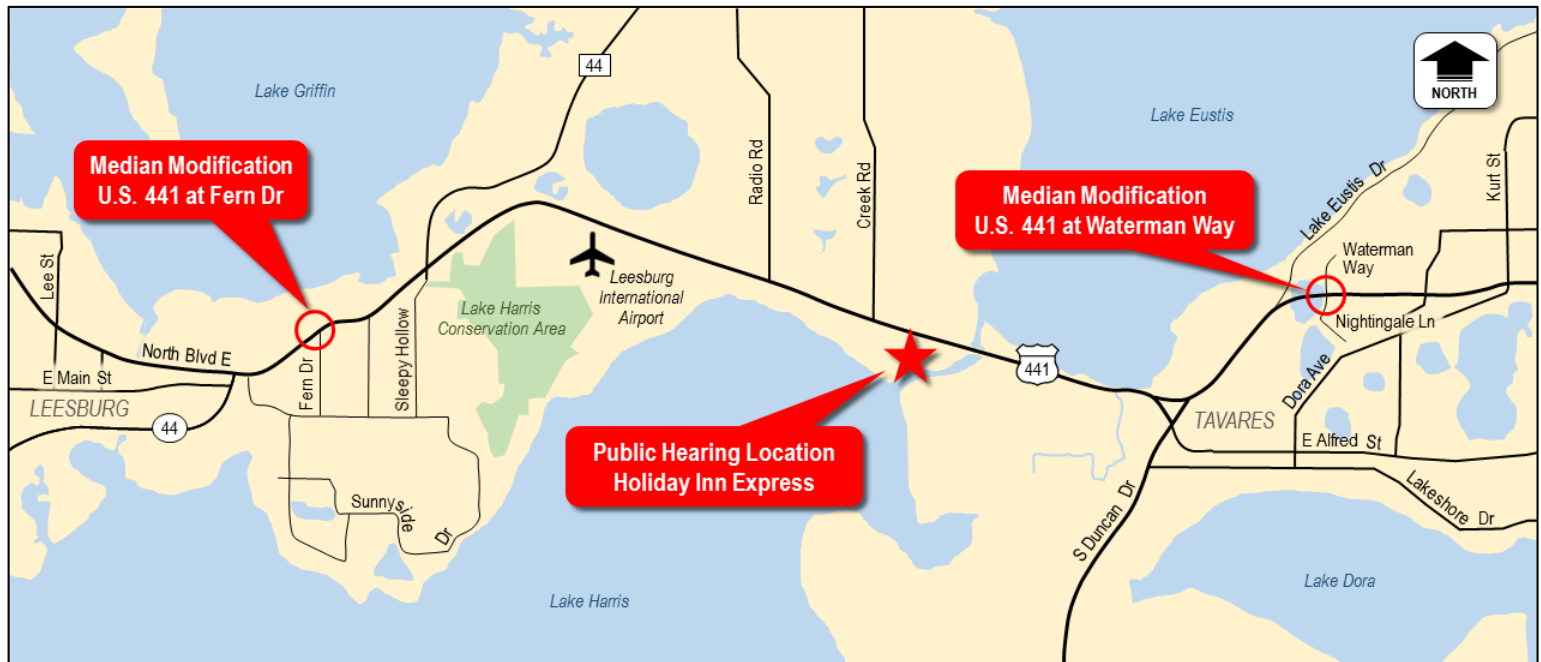 44
Lake Griffin
Lake Eustis
NORTH
Median Modification
U.S. 441 at Fern Dr
Radio Rd
Creek Rd
Median Modification
U.S. 441 at Waterman Way
Lake Eustis Dr
Kurt St
Lee St
Waterman
Way
Leesburg
International
Airport
Lake Harris
Conservation Area
Nightingale Ln
North Blvd E
E Main St
Fern Dr
Sleepy Hollow
441
Dora Ave
LEESBURG
TAVARES
44
E Alfred St
Public Hearing Location
Holiday Inn Express
Sunnyside Dr
S Duncan Dr
Lakeshore Dr
Lake Harris
Lake Dora